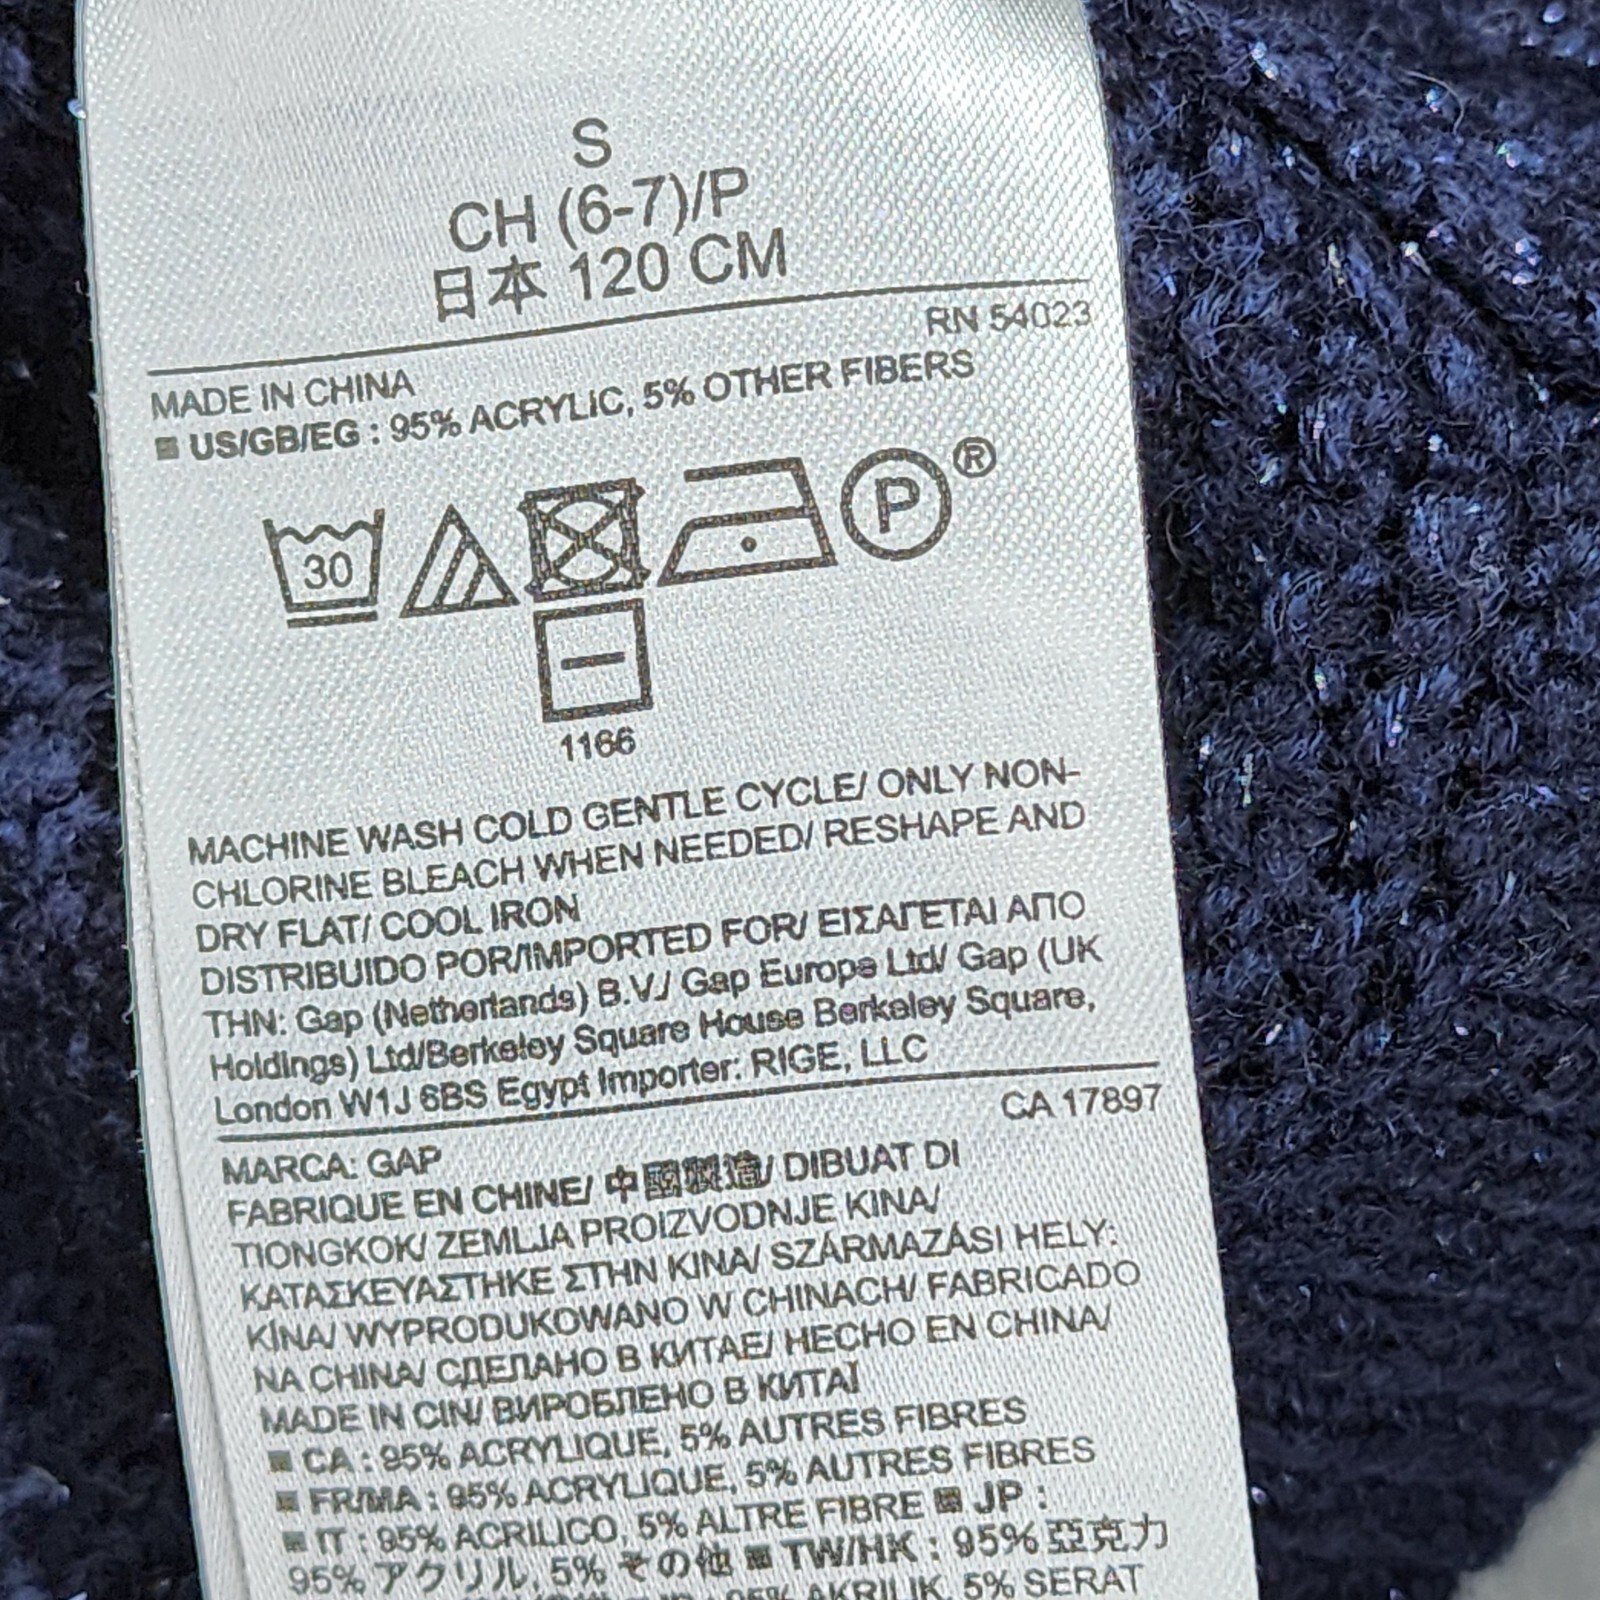 S
CH (6-7)/P
日本 120 CM
RN 54023
MADE IN CHINA
US/GB/EG : 95% ACRYLIC, 5% OTHER FIBERS
30
P ®
1166
MACHINE WASH COLD GENTLE CYCLE/ ONLY NON-
CHLORINE BLEACH WHEN NEEDED/ RESHAPE AND
DRY FLAT/ COOL IRON
DISTRIBUIDO POR/IMPORTED FOR/ ΕΙΣΑΓΕΤΑΙ ΑΠΟ
THN: Gap (Netherlands) B.V./ Gap Europe Ltd/ Gap (UK
Holdings) Ltd/Berkeley Square House Berkeley Square,
London W1J 6BS Egypt Importer: RIGE, LLC
CA 17897
MARCA: GAP
FABRIQUE EN CHINE/ 中國製造/ DIBUAT DI
TIONGKOK/ ZEMLJA PROIZVODNJE KINA/
ΚΑΤΑΣΚΕΥΑΣΤΗΚΕ ΣΤΗΝ ΚΙΝΑ/ SZÁRMAZÁSI HELY:
KÍNA/ WYPRODUKOWANO W CHINACH/ FABRICADO
NA CHINA/ СДЕЛАНО В КИТАЕ/ HECHO EN CHINA/
MADE IN CIN/ ВИРОБЛЕНО В КИТАЇ
CA : 95% ACRYLIQUE, 5% AUTRES FIBRES
FR/MA : 95% ACRYLIQUE, 5% AUTRES FIBRES
IT : 95% ACRILICO, 5% ALTRE FIBRE JP :
95% アクリル, 5% その他 TW/HK : 95% 亞克力
95% AKRILIK, 5% SERAT